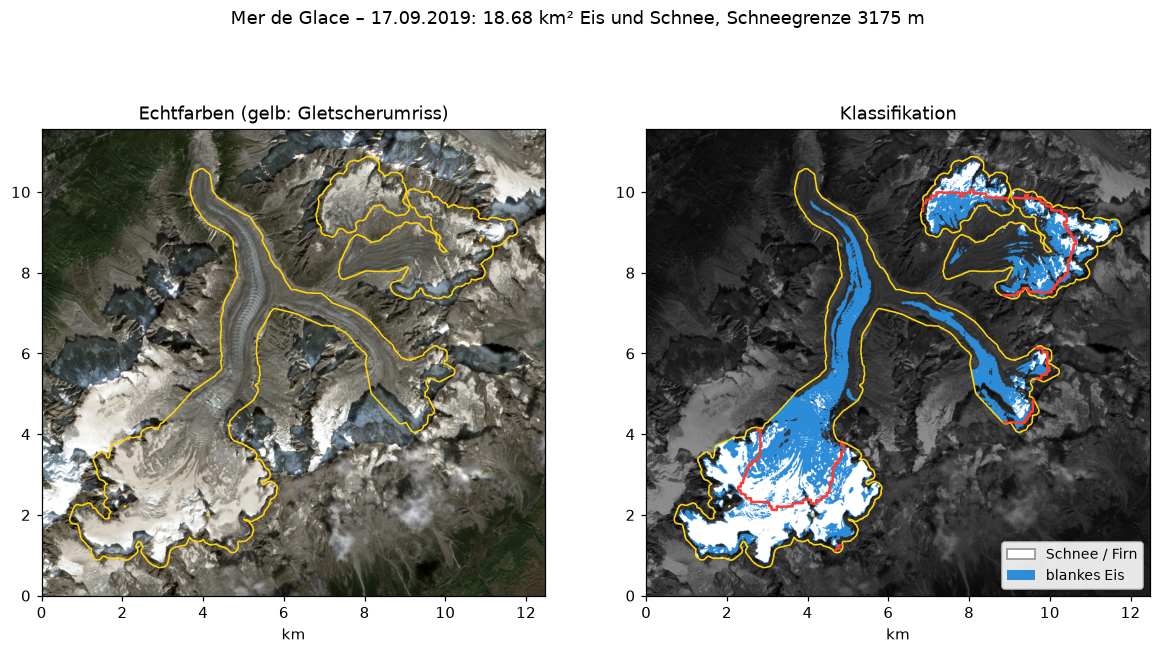 Mer de Glace – 17.09.2019: 18.68 km² Eis und Schnee, Schneegrenze 3175 m
Echtfarben (gelb: Gletscherumriss)
10
8
6
4
2
0
0 2 4 6 8 10 12
km
Klassifikation
10
8
6
4
2
0
Schnee / Firn
blankes Eis
0 2 4 6 8 10 12
km